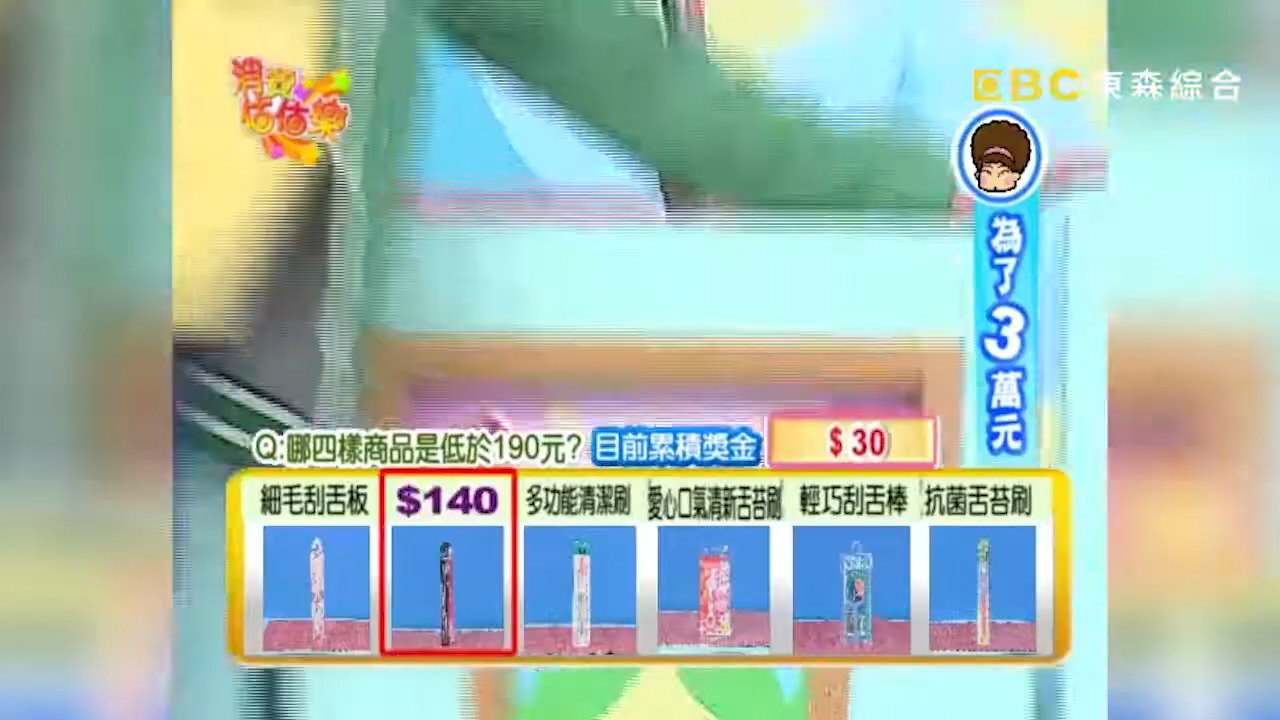 消費
估估樂
EBC 東森綜合
為了3萬元
Q:哪四樣商品是低於190元?
目前累積獎金
$30
細毛刮舌板
$140
多功能清潔刷
愛心口氣清新舌苔刷
輕巧刮舌棒
抗菌舌苔刷